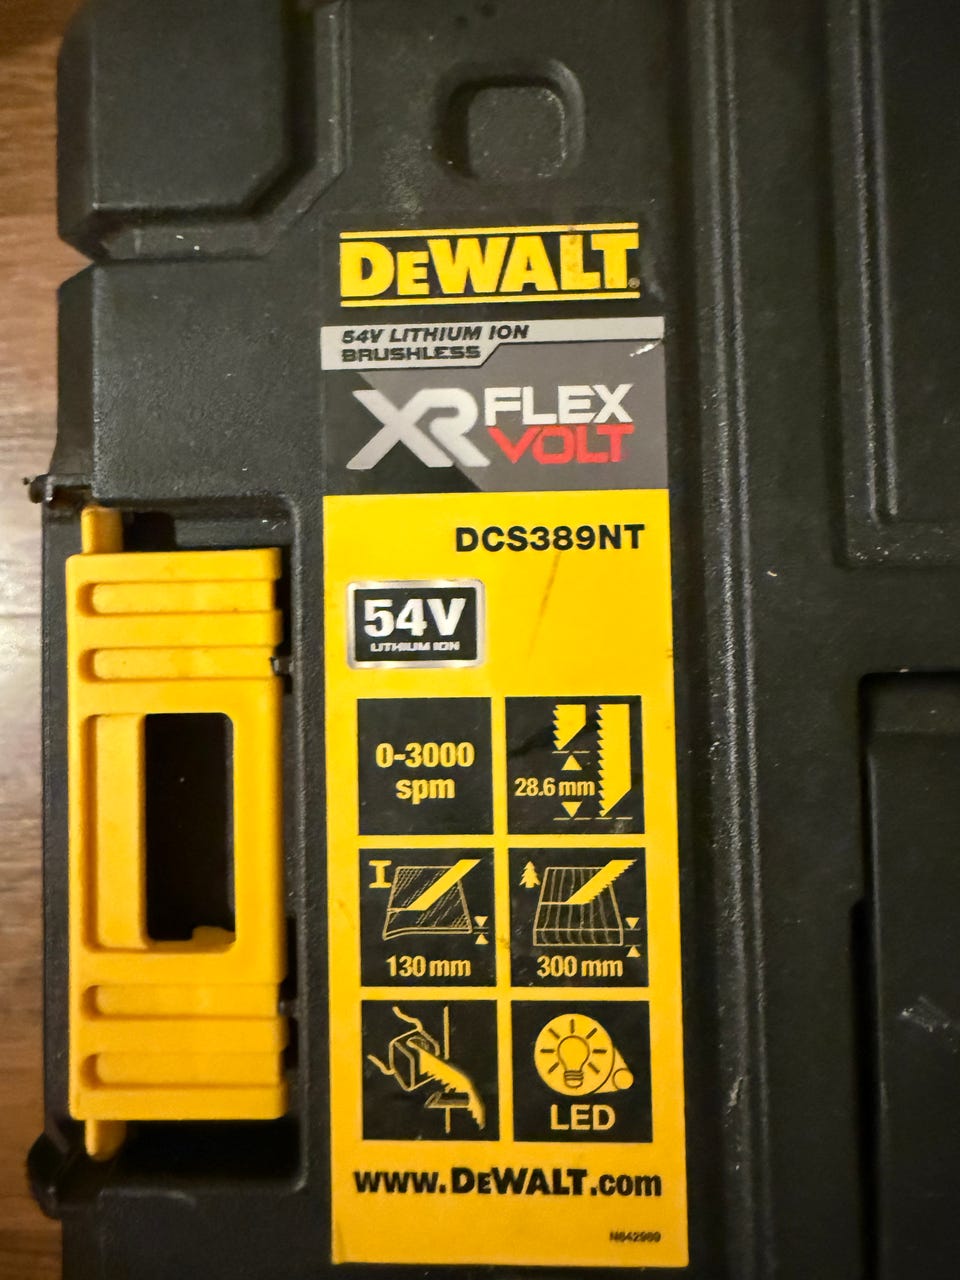 DEWALT®
54V LITHIUM ION
BRUSHLESS
XR FLEX
VOLT
DCS389NT
54V
LITHIUM ION
0-3000
spm
28.6 mm
130 mm
300 mm
LED
www.DEWALT.com
N642969